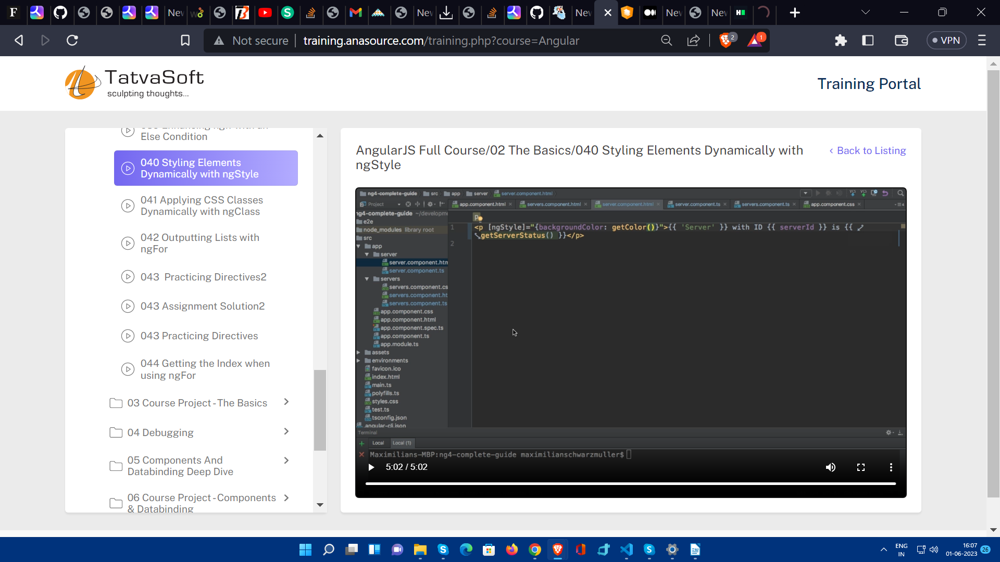 New
New
New
New
New
New
Not secure
training.anasource.com/training.php?course=Angular
2
1
VPN
TatvaSoft
sculpting thoughts...
Training Portal
Else Condition
040 Styling Elements
Dynamically with ngStyle
041 Applying CSS Classes
Dynamically with ngClass
042 Outputting Lists with
ngFor
043 Practicing Directives2
043 Assignment Solution2
043 Practicing Directives
044 Getting the Index when
using ngFor
03 Course Project - The Basics
04 Debugging
05 Components And
Databinding Deep Dive
06 Course Project - Components
& Databinding
AngularJS Full Course/02 The Basics/040 Styling Elements Dynamically with
ngStyle
< Back to Listing
ng4-complete-guide src app server server.component.html
Project
app.component.html servers.component.html server.component.html server.component.ts servers.component.ts app.component.css
ng4-complete-guide ~/developme
e2e
node_modules library root
src
app
server
server.component.htm
server.component.ts
servers
servers.component.cs
servers.component.ht
servers.component.ts
app.component.css
app.component.html
app.component.spec.ts
app.component.ts
app.module.ts
assets
environments
favicon.ico
index.html
main.ts
polyfills.ts
styles.css
test.ts
tsconfig.json
.angular-cli.json
p
1 <p [ngStyle]="{backgroundColor: getColor()}">{{ 'Server' }} with ID {{ serverId }} is {{
getServerStatus() }}</p>
2
Terminal
Local Local (1)
Maximilians-MBP:ng4-complete-guide maximilianschwarzmuller$
5:02 / 5:02
ENG
IN
16:07
01-06-2023
26